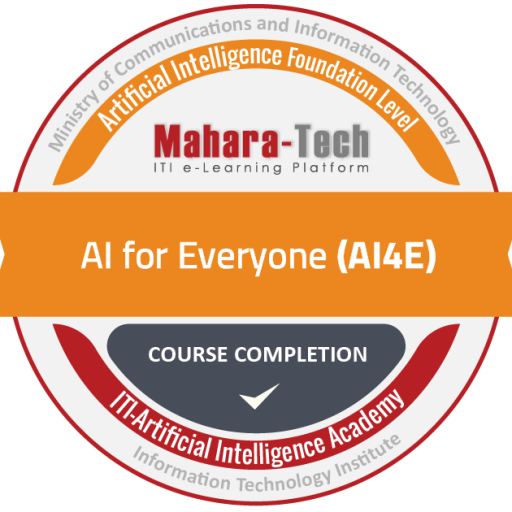 Ministry of Communications and Information Technology
Artificial Intelligence Foundation Level
Mahara-Tech
ITI e-Learning Platform
AI for Everyone (AI4E)
COURSE COMPLETION
ITI-Artificial Intelligence Academy
Information Technology Institute